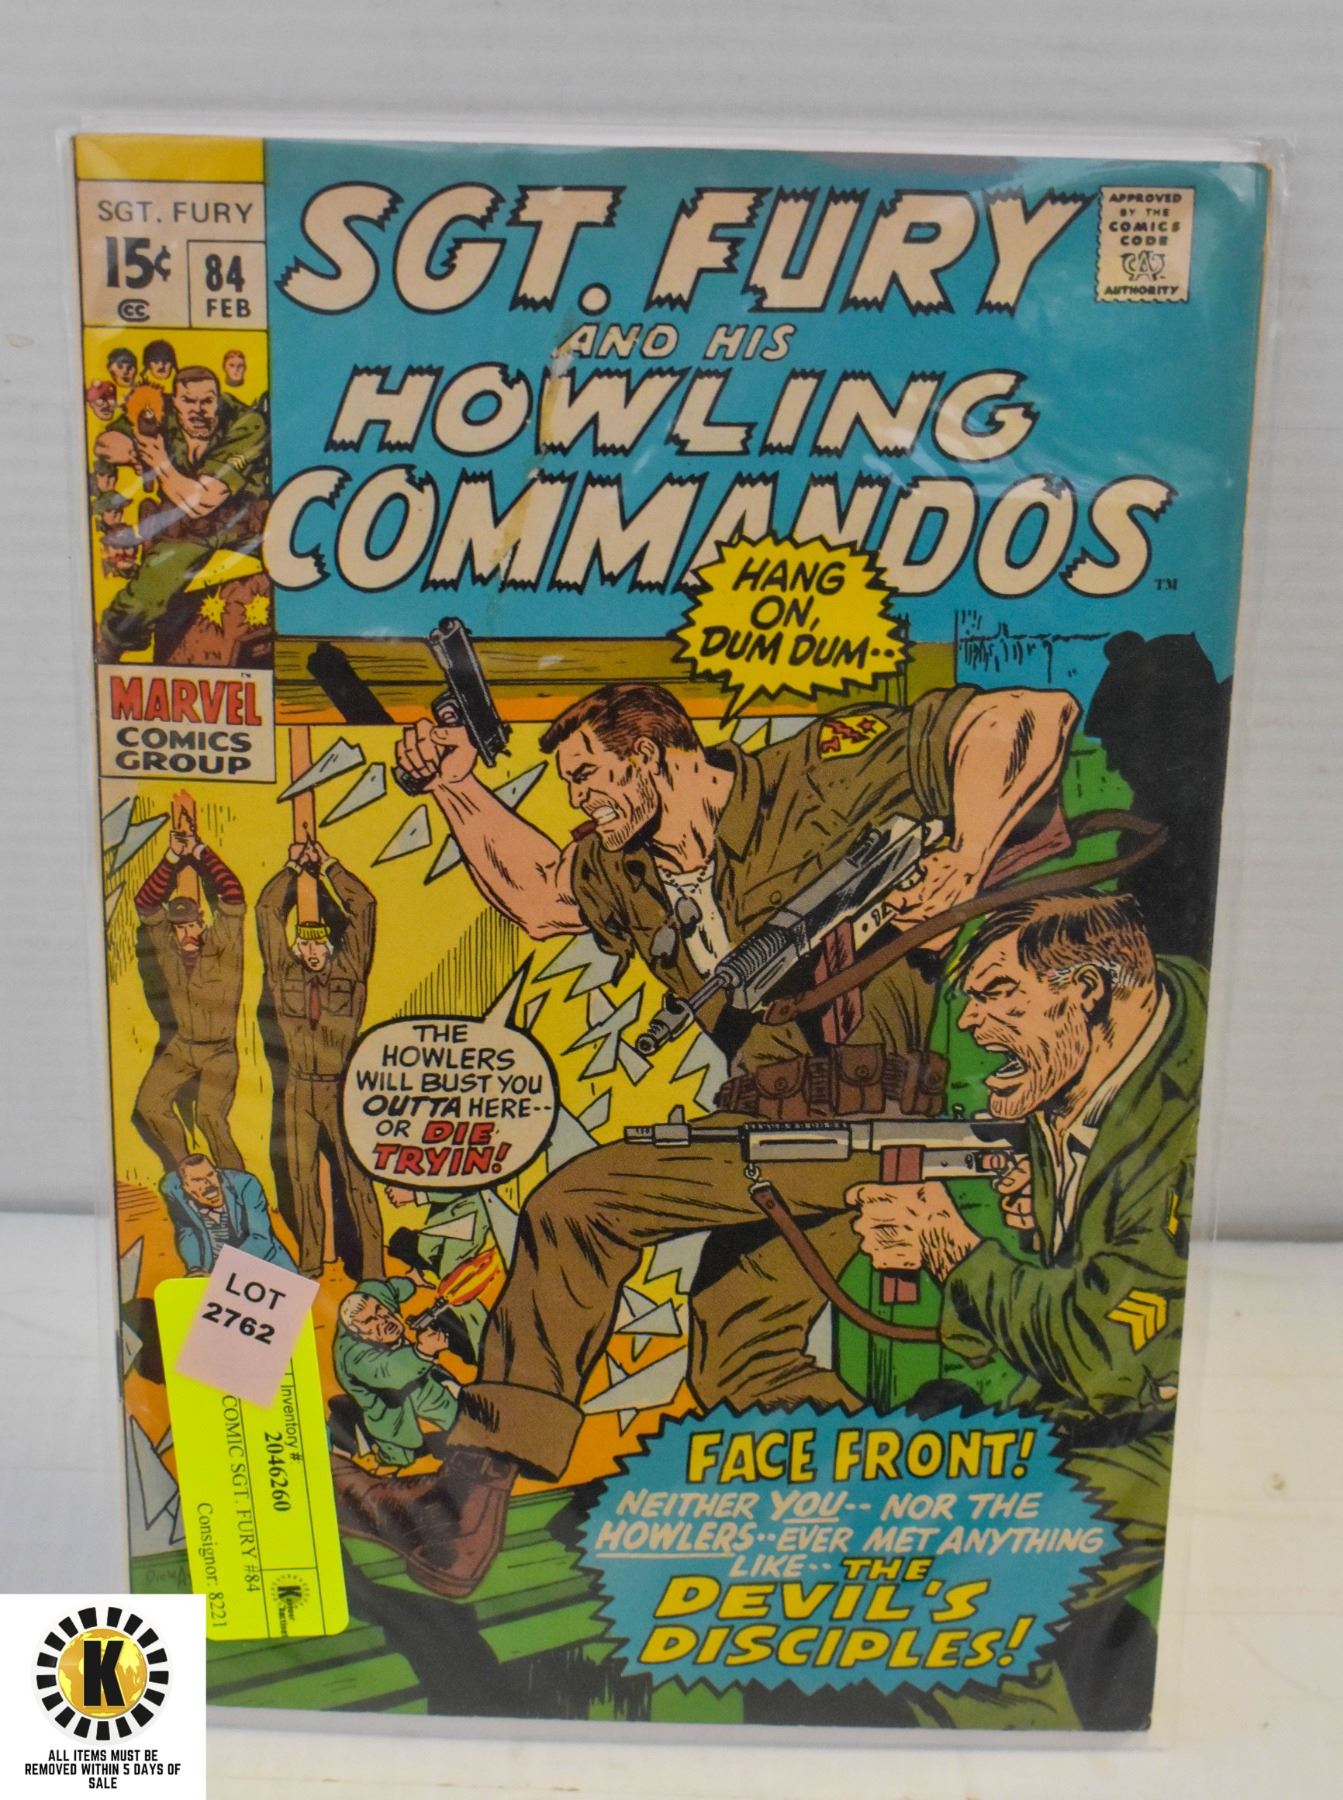 SGT. FURY
15¢
CC
84
FEB
SGT. FURY
AND HIS
HOWLING
COMMANDOS
TM
APPROVED
BY THE
COMICS
CODE
AUTHORITY
MARVEL
COMICS
GROUP
HANG
ON,
DUM DUM--
THE
HOWLERS
WILL BUST YOU
OUTTA HERE--
OR DIE
TRYIN!
FACE FRONT!
NEITHER YOU-- NOR THE
HOWLERS--EVER MET ANYTHING
LIKE-- THE
DEVIL'S
DISCIPLES!
LOT
2762
Inventory #
2046260
COMIC SGT. FURY #84
Consignor: 8221
K
ALL ITEMS MUST BE
REMOVED WITHIN 5 DAYS OF
SALE